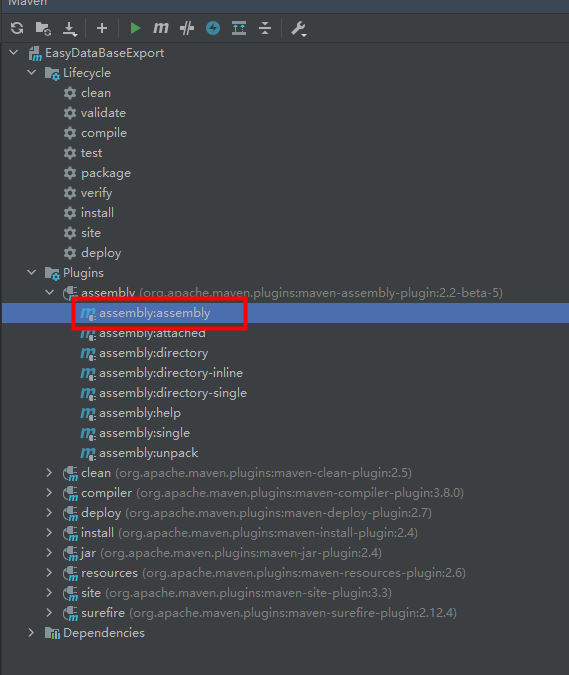 Maven
EasyDataBaseExport
Lifecycle
clean
validate
compile
test
package
verify
install
site
deploy
Plugins
assembly (org.apache.maven.plugins:maven-assembly-plugin:2.2-beta-5)
assembly:assembly
assembly:attached
assembly:directory
assembly:directory-inline
assembly:directory-single
assembly:help
assembly:single
assembly:unpack
clean (org.apache.maven.plugins:maven-clean-plugin:2.5)
compiler (org.apache.maven.plugins:maven-compiler-plugin:3.8.0)
deploy (org.apache.maven.plugins:maven-deploy-plugin:2.7)
install (org.apache.maven.plugins:maven-install-plugin:2.4)
jar (org.apache.maven.plugins:maven-jar-plugin:2.4)
resources (org.apache.maven.plugins:maven-resources-plugin:2.6)
site (org.apache.maven.plugins:maven-site-plugin:3.3)
surefire (org.apache.maven.plugins:maven-surefire-plugin:2.12.4)
Dependencies